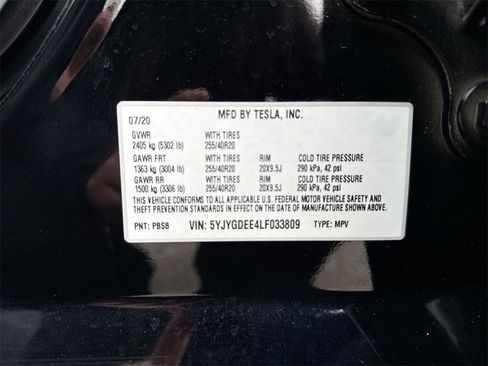 MFD BY TESLA, INC.
07/20
GVWR WITH TIRES
2405 kg (5302 lb) 255/40R20
GAWR FRT WITH TIRES RIM COLD TIRE PRESSURE
1363 kg (3004 lb) 255/40R20 20X9.5J 290 kPa, 42 psi
GAWR RR WITH TIRES RIM COLD TIRE PRESSURE
1500 kg (3306 lb) 255/40R20 20X9.5J 290 kPa, 42 psi
THIS VEHICLE CONFORMS TO ALL APPLICABLE U.S. FEDERAL MOTOR VEHICLE SAFETY AND
THEFT PREVENTION STANDARDS IN EFFECT ON THE DATE OF MANUFACTURE SHOWN ABOVE.
PNT: PBSB VIN: 5YJYGDEE4LF033809 TYPE: MPV